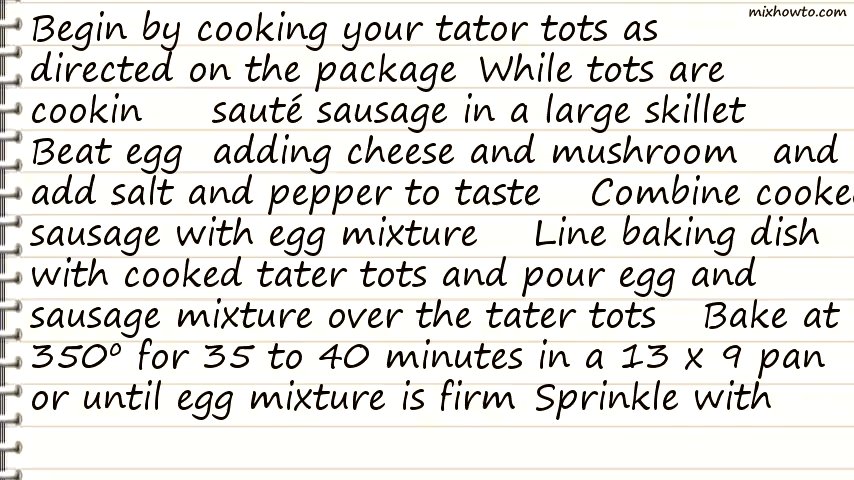 mixhowto.com
Begin by cooking your tator tots as
directed on the package While tots are
cookin sauté sausage in a large skillet
Beat egg adding cheese and mushroom and
add salt and pepper to taste Combine cooke
sausage with egg mixture Line baking dish
with cooked tater tots and pour egg and
sausage mixture over the tater tots Bake at
350º for 35 to 40 minutes in a 13 x 9 pan
or until egg mixture is firm Sprinkle with